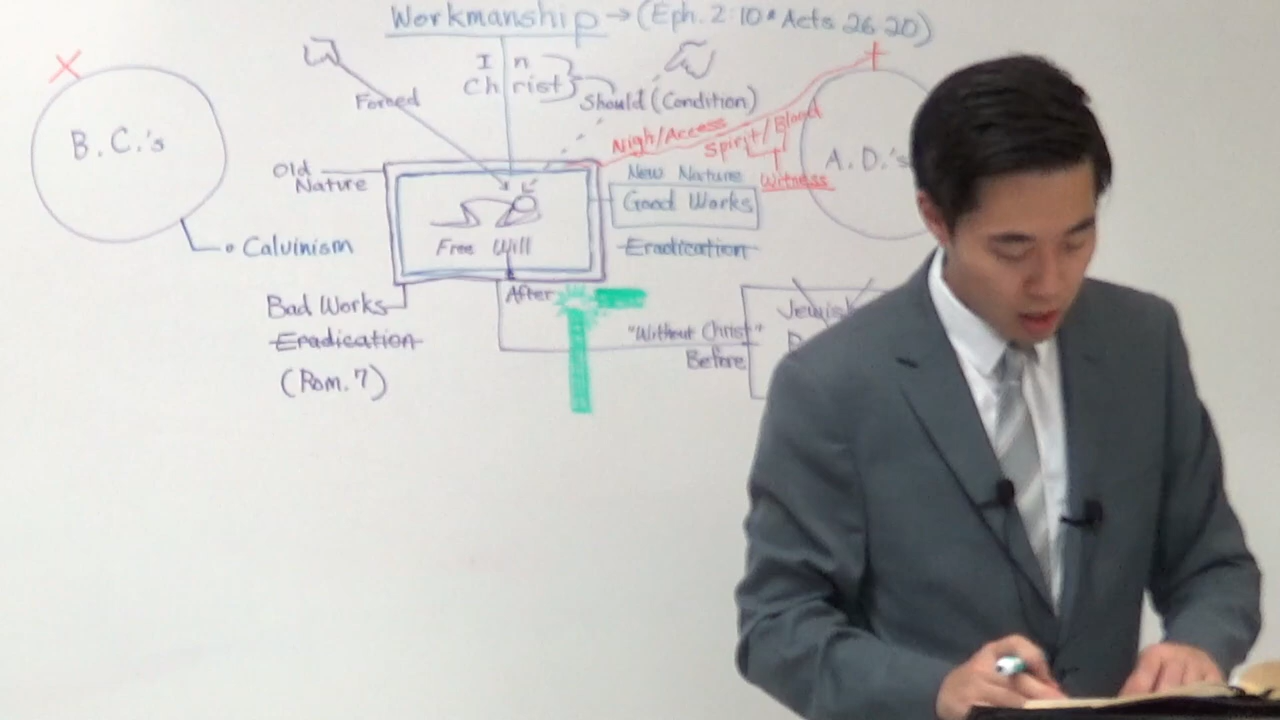 Workmanship → (Eph. 2:10 • Acts 26:20)
In
Christ
Forced
Should (Condition)
B.C.'s
Nigh/Access
Spirit/Blood
Witness
A.D.'s
Old
Nature
New Nature
Good Works
Free Will
Eradication
• Calvinism
Bad Works
Eradication
(Rom. 7)
After
"Without Christ"
Before
Jewish